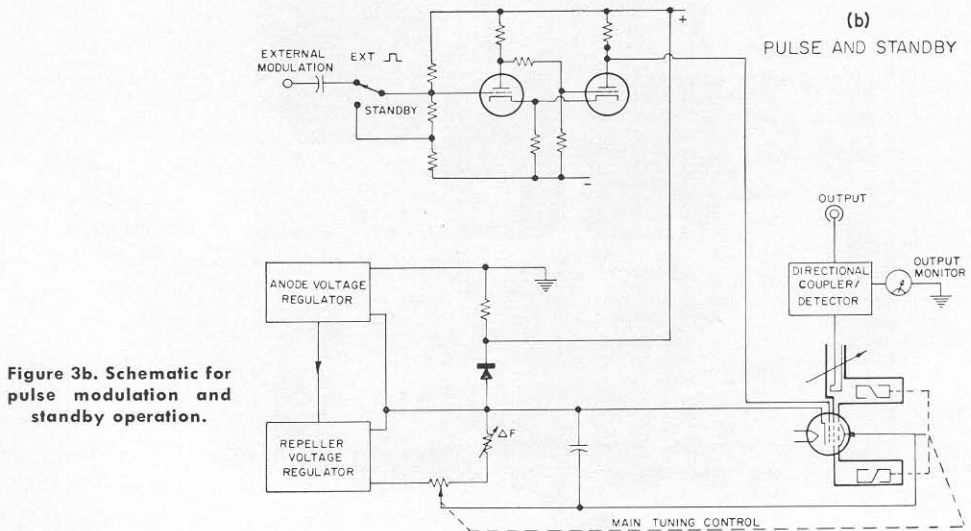 (b)
PULSE AND STANDBY
+
EXTERNAL
MODULATION
EXT
STANDBY
-
OUTPUT
OUTPUT
MONITOR
DIRECTIONAL
COUPLER/
DETECTOR
ANODE VOLTAGE
REGULATOR
Figure 3b. Schematic for
pulse modulation and
standby operation.
ΔF
REPELLER
VOLTAGE
REGULATOR
MAIN TUNING CONTROL